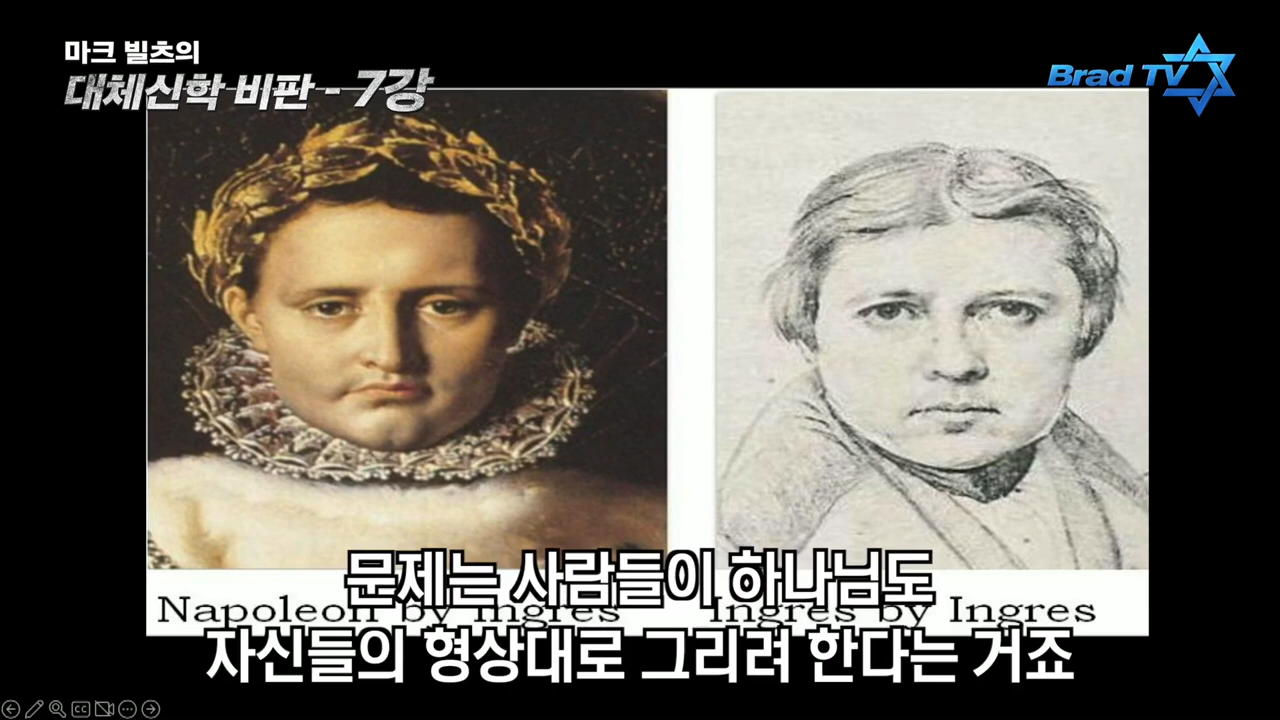 마크 빌츠의
대체신학 비판 - 7강
Brad TV
Napoleon by Ingres
Ingres by Ingres
문제는 사람들이 하나님도
자신들의 형상대로 그리려 한다는 거죠
CC